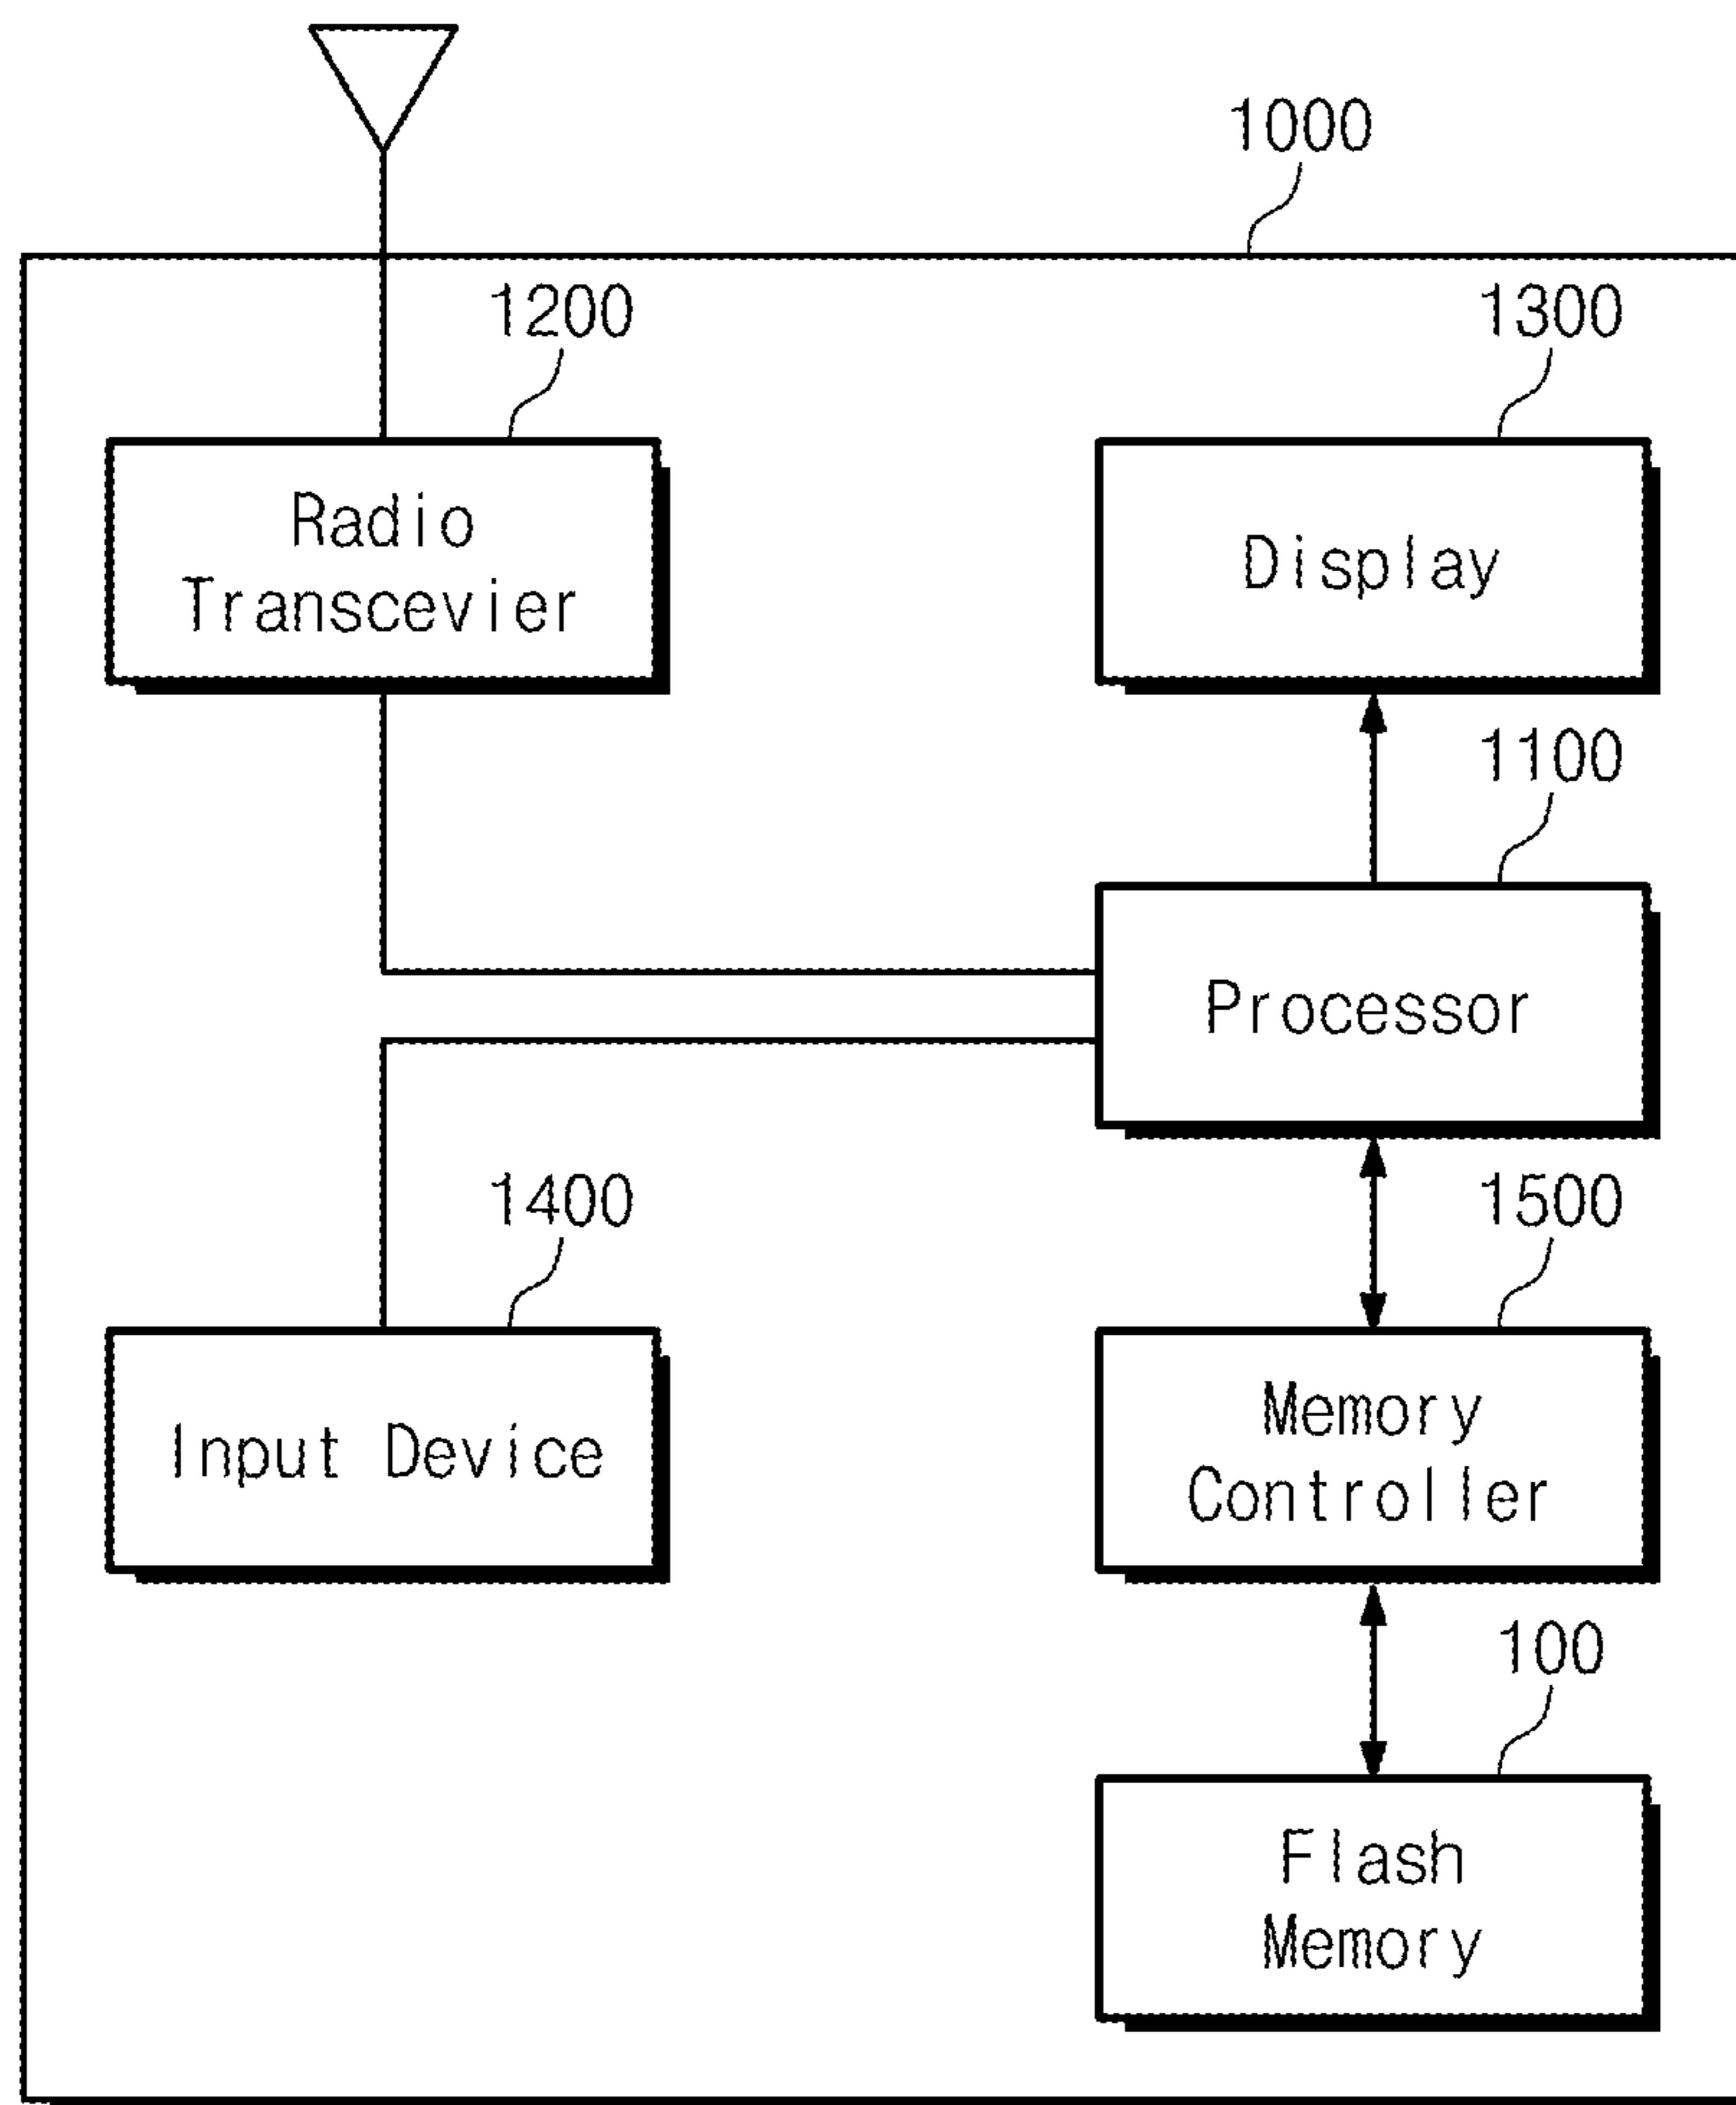 1000
1200
1300
Radio
Transcevier
Display
1100
Processor
1400
1500
Input Device
Memory
Controller
100
Flash
Memory